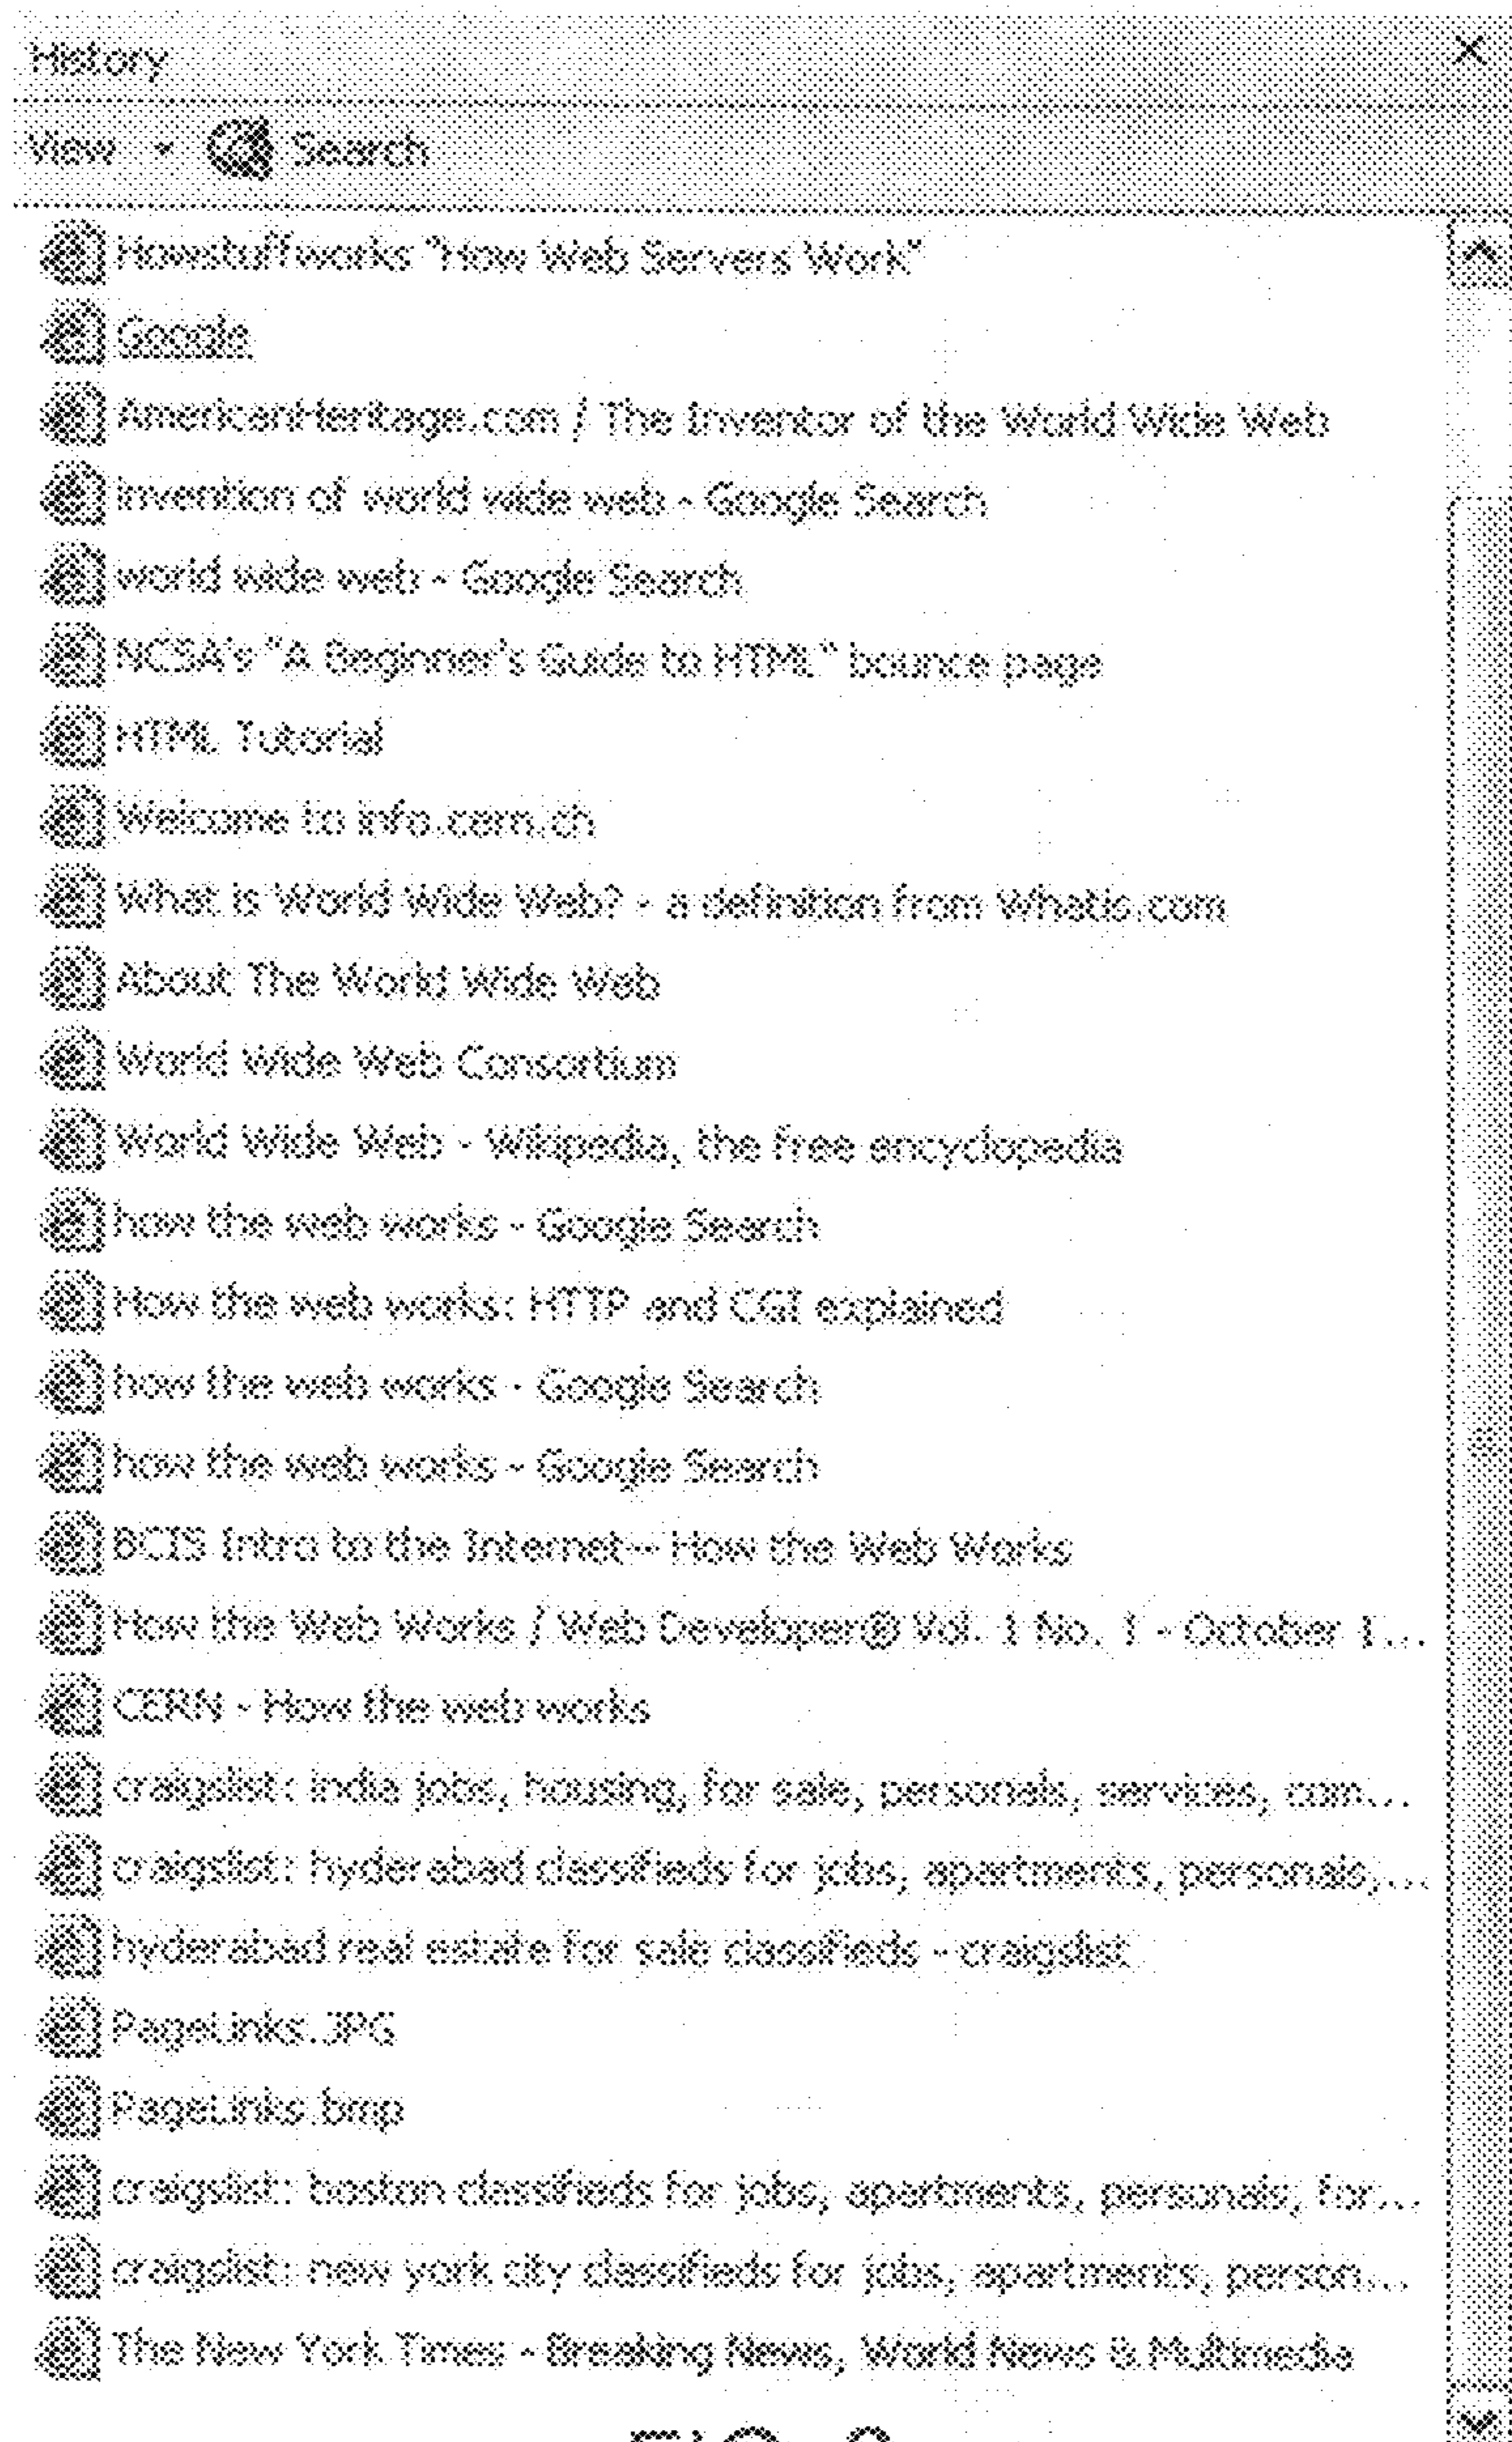 History
View Search
Howstuffworks "How Web Servers Work"
Google
AmericanHeritage.com / The Inventor of the World Wide Web
invention of world wide web - Google Search
world wide web - Google Search
NCSA's "A Beginner's Guide to HTML" bounce page
HTML Tutorial
Welcome to info.cern.ch
What is World Wide Web? - a definition from Whatis.com
About The World Wide Web
World Wide Web Consortium
World Wide Web - Wikipedia, the free encyclopedia
how the web works - Google Search
How the web works: HTTP and CGI explained
how the web works - Google Search
how the web works - Google Search
BCIS Intro to the Internet-- How the Web Works
How the Web Works / Web Developer® Vol. 1 No. 1 - October 1...
CERN - How the web works
craigslist: india jobs, housing, for sale, personals, services, com...
craigslist: hyderabad classifieds for jobs, apartments, personals,...
hyderabad real estate for sale classifieds - craigslist
PageLinks.JPG
PageLinks.bmp
craigslist: boston classifieds for jobs, apartments, personals, for...
craigslist: new york city classifieds for jobs, apartments, person...
The New York Times - Breaking News, World News & Multimedia